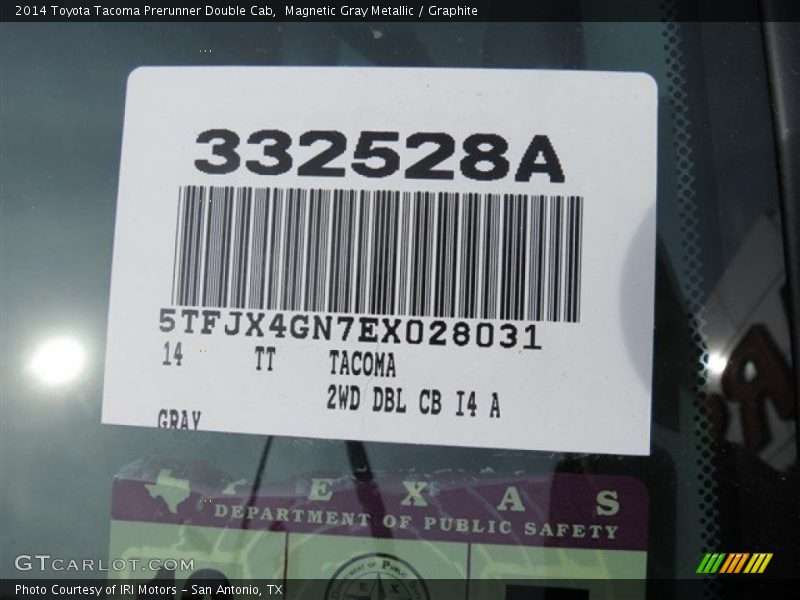 2014 Toyota Tacoma Prerunner Double Cab,  Magnetic Gray Metallic / Graphite
332528A
5TFJX4GN7EX028031
14 TT TACOMA
2WD DBL CB I4 A
GRAY
EXAS
DEPARTMENT OF PUBLIC SAFETY
GTCARLOT.COM
Photo Courtesy of IRI Motors – San Antonio, TX